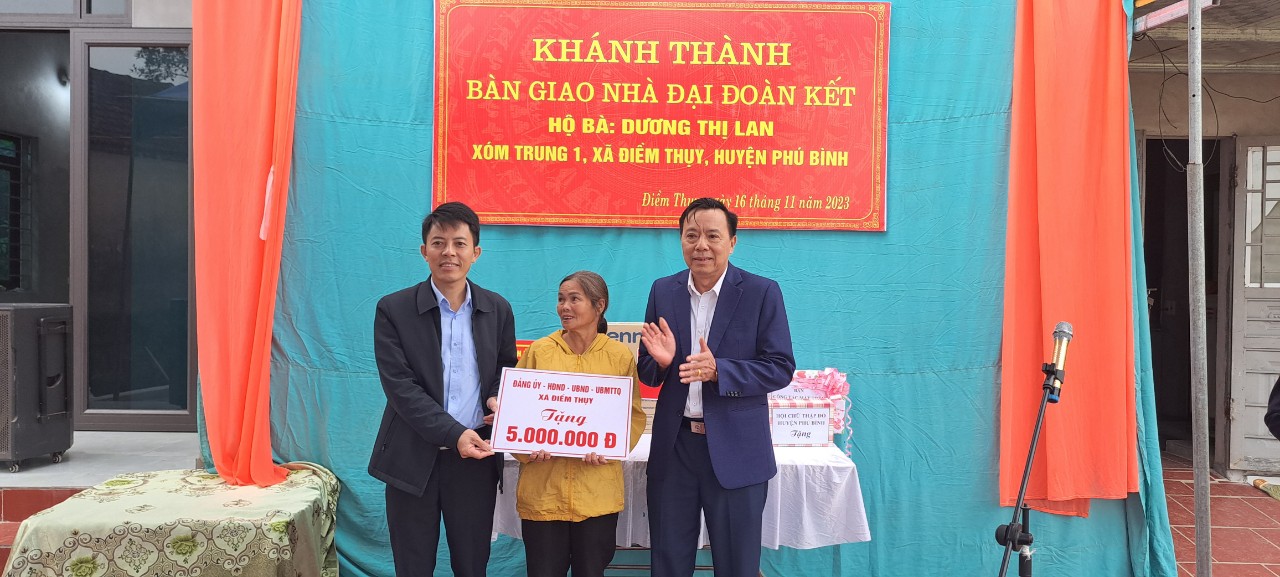 KHÁNH THÀNH
BÀN GIAO NHÀ ĐẠI ĐOÀN KẾT
HỘ BÀ: DƯƠNG THỊ LAN
XÓM TRUNG 1, XÃ ĐIỀM THỤY, HUYỆN PHÚ BÌNH
Điềm Thụy, ngày 16 tháng 11 năm 2023
ĐẢNG ỦY - HĐND - UBND - UBMTTQ
XÃ ĐIỀM THỤY
Tặng
5.000.000 Đ
HỘI CHỮ THẬP ĐỎ
HUYỆN PHÚ BÌNH
Tặng